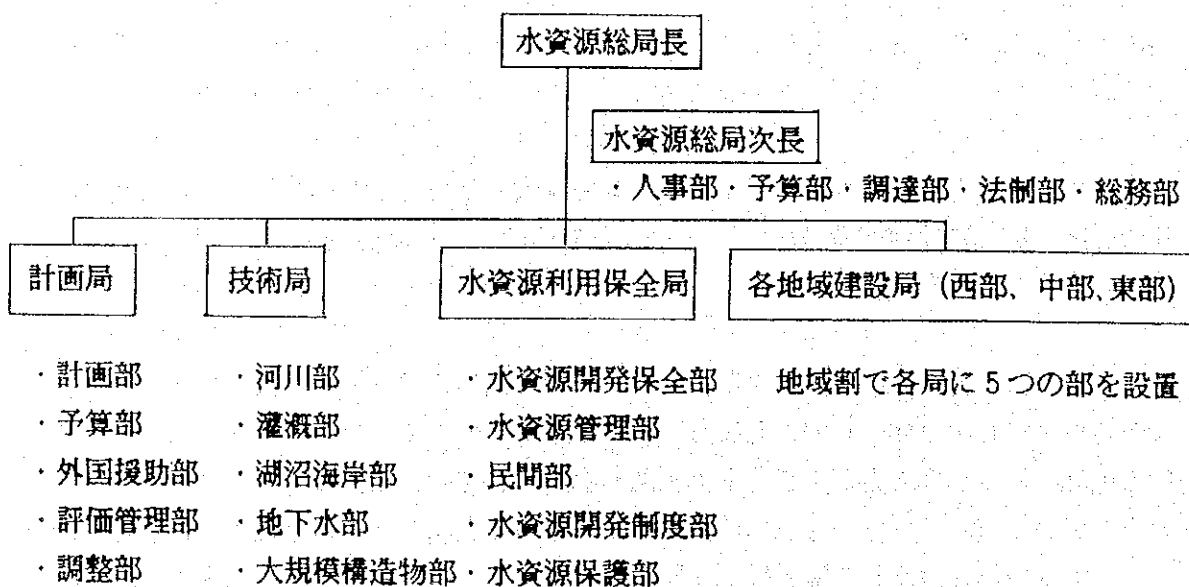 水資源総局長
水資源総局次長
・人事部・予算部・調達部・法制部・総務部
計画局
技術局
水資源利用保全局
各地域建設局（西部、中部、東部）
・計画部
・予算部
・外国援助部
・評価管理部
・調整部
・河川部
・灌漑部
・湖沼海岸部
・地下水部
・大規模構造物部
・水資源開発保全部
・水資源管理部
・民間部
・水資源開発制度部
・水資源保護部
地域割で各局に５つの部を設置